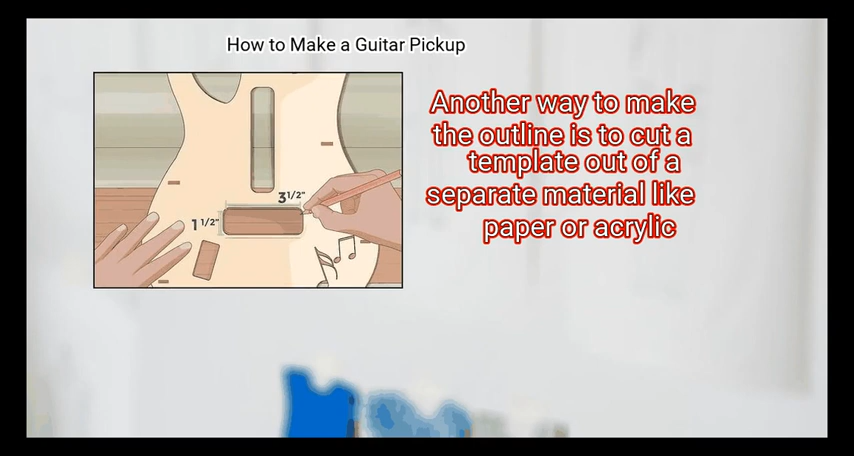 How to Make a Guitar Pickup
3 1/2"
1 1/2"
Another way to make
the outline is to cut a
template out of a
separate material like
paper or acrylic